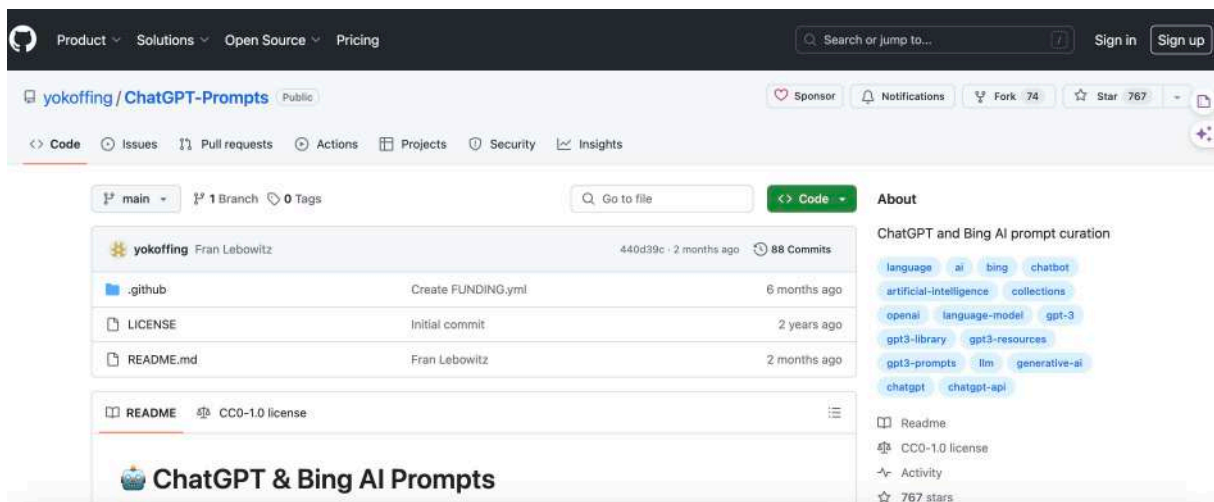 Product Solutions Open Source Pricing Search or jump to... / Sign in Sign up
yokoffing / ChatGPT-Prompts Public Sponsor Notifications Fork 74 Star 767
<> Code Issues Pull requests Actions Projects Security Insights
main 1 Branch 0 Tags Go to file <> Code
About
ChatGPT and Bing AI prompt curation
yokoffing Fran Lebowitz 440d39c · 2 months ago 88 Commits
.github Create FUNDING.yml 6 months ago
LICENSE Initial commit 2 years ago
README.md Fran Lebowitz 2 months ago
language ai bing chatbot
artificial-intelligence collections
openai language-model gpt-3
gpt3-library gpt3-resources
gpt3-prompts llm generative-ai
chatgpt chatgpt-api
README CC0-1.0 license
🤖 ChatGPT & Bing AI Prompts
Readme
CC0-1.0 license
Activity
767 stars